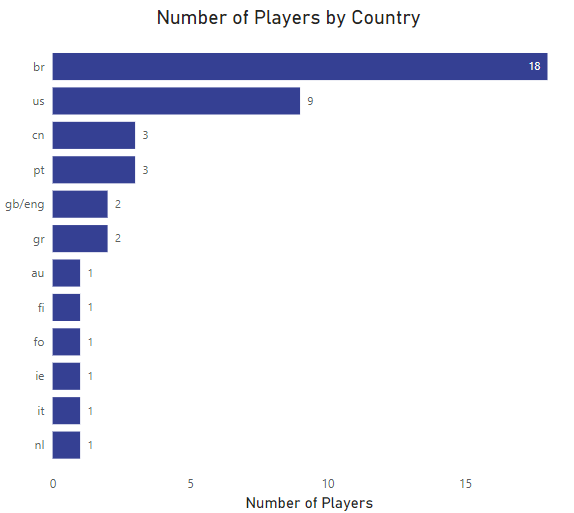 Number of Players by Country
br 18
us 9
cn 3
pt 3
gb/eng 2
gr 2
au 1
fi 1
fo 1
ie 1
it 1
nl 1
0 5 10 15
Number of Players